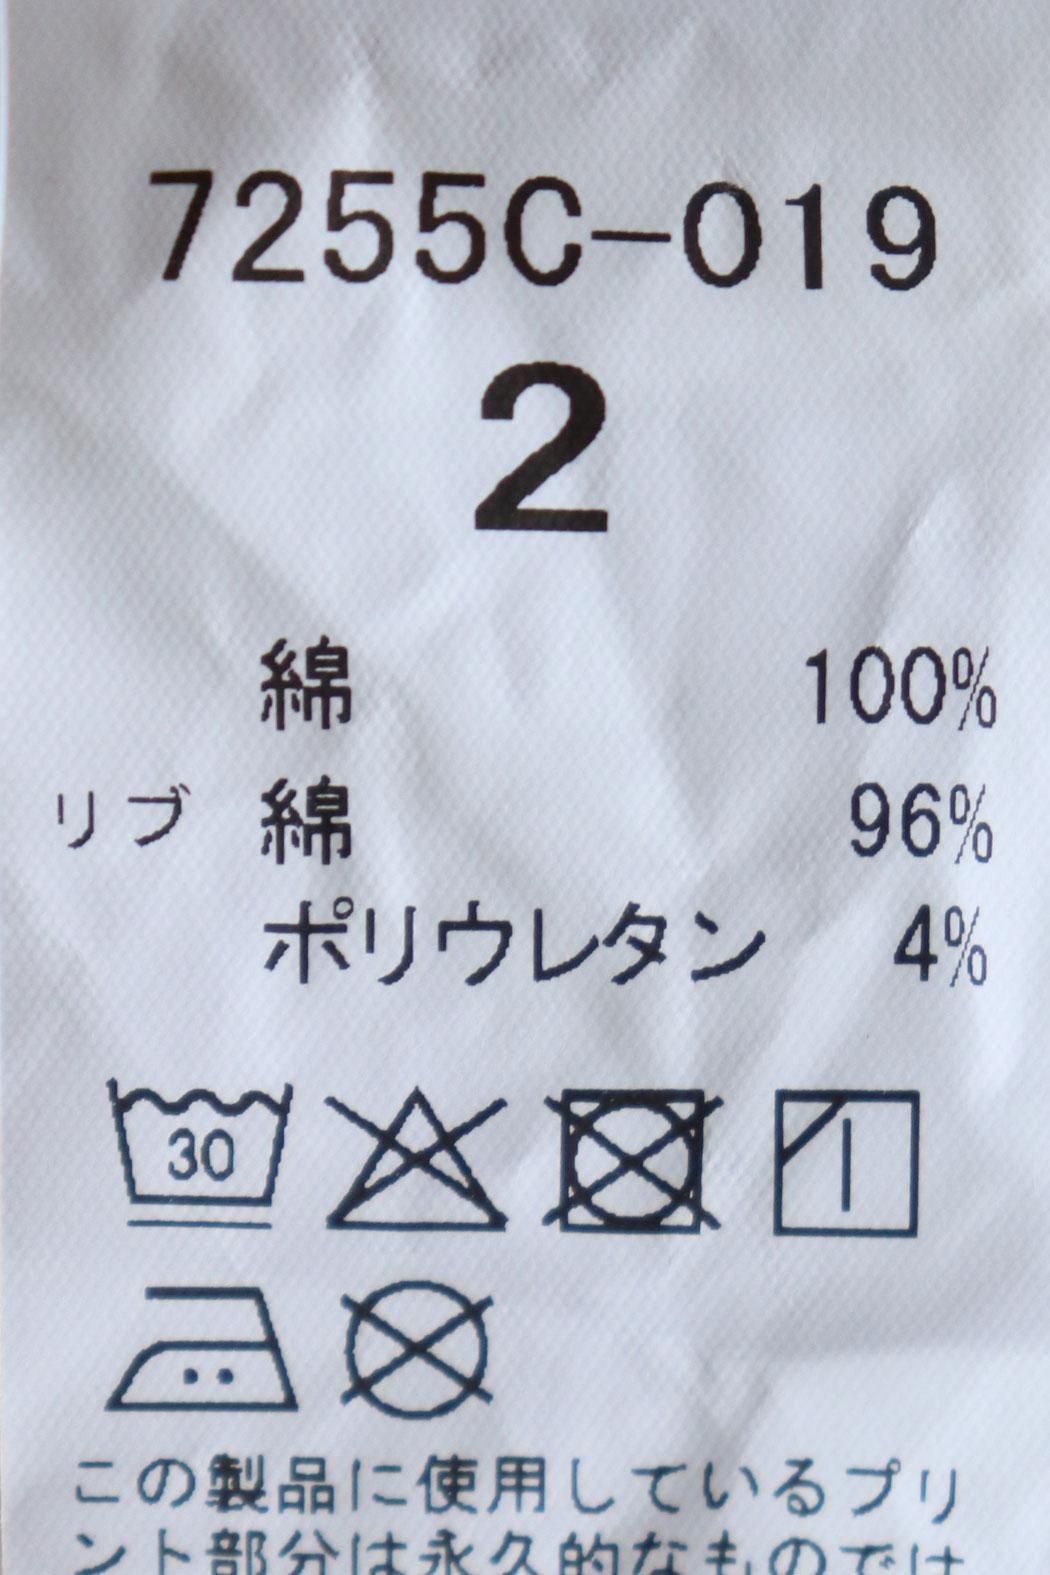 7255C-019
2
綿 100%
リブ 綿 96%
ポリウレタン 4%
30
この製品に使用しているプリ
ント部分は永久的なものでは